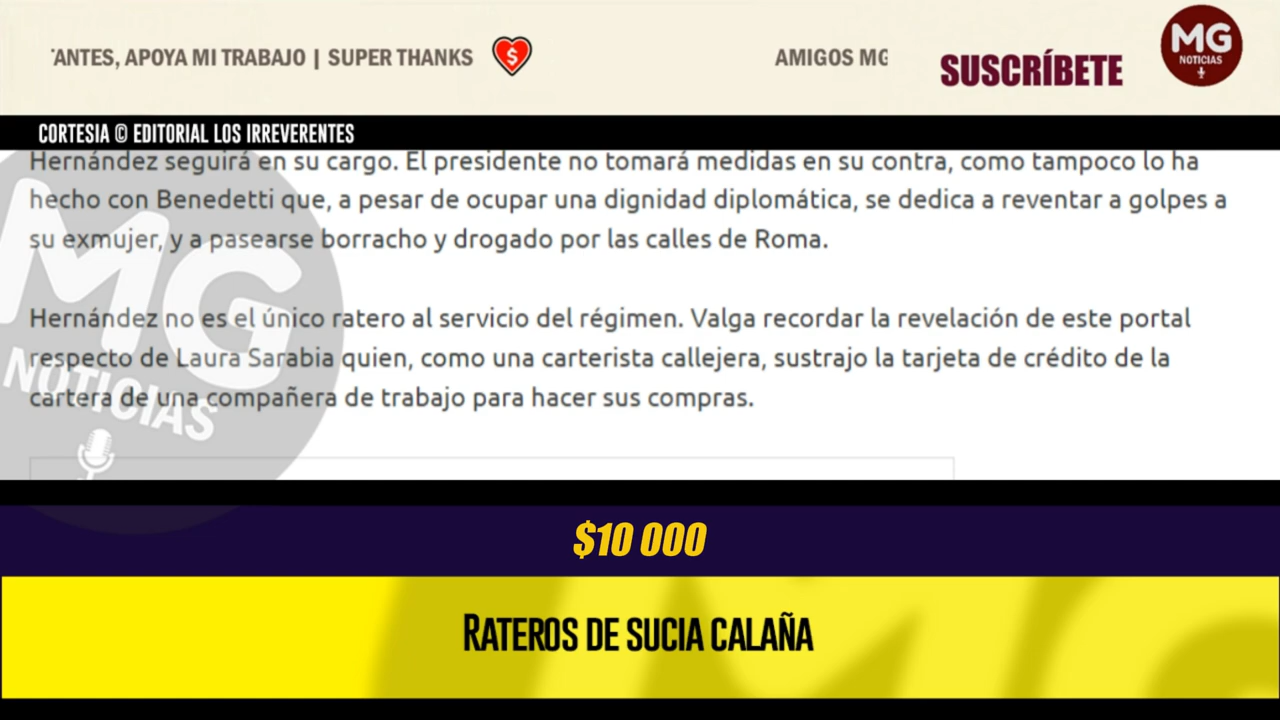 TANTES, APOYA MI TRABAJO | SUPER THANKS
AMIGOS MG
SUSCRÍBETE
MG
NOTICIAS
CORTESIA © EDITORIAL LOS IRREVERENTES
Hernández seguirá en su cargo. El presidente no tomará medidas en su contra, como tampoco lo ha
hecho con Benedetti que, a pesar de ocupar una dignidad diplomática, se dedica a reventar a golpes a
su exmujer, y a pasearse borracho y drogado por las calles de Roma.
Hernández no es el único ratero al servicio del régimen. Valga recordar la revelación de este portal
respecto de Laura Sarabia quien, como una carterista callejera, sustrajo la tarjeta de crédito de la
cartera de una compañera de trabajo para hacer sus compras.
MG
NOTICIAS
$10 000
RATEROS DE SUCIA CALAÑA